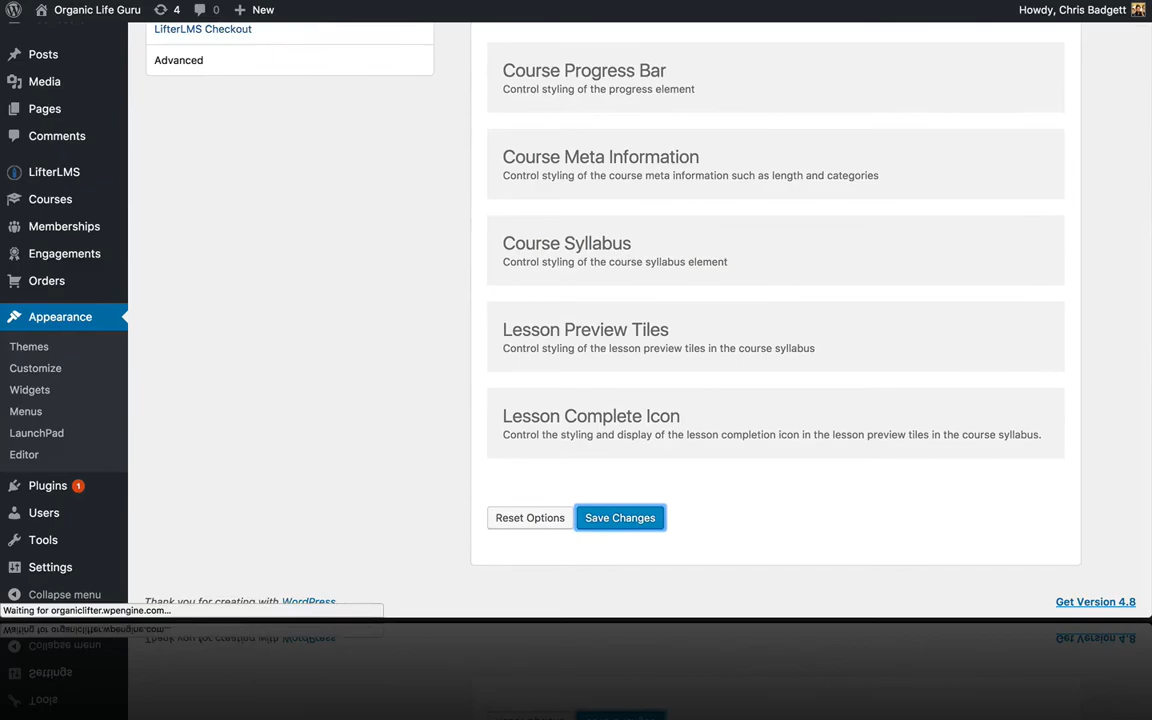 Organic Life Guru 4 0 New Howdy, Chris Badgett
Posts
Media
Pages
Comments
LifterLMS
Courses
Memberships
Engagements
Orders
Appearance
Themes
Customize
Widgets
Menus
LaunchPad
Editor
Plugins 1
Users
Tools
Settings
Collapse menu
LifterLMS Checkout
Advanced
Course Progress Bar
Control styling of the progress element
Course Meta Information
Control styling of the course meta information such as length and categories
Course Syllabus
Control styling of the course syllabus element
Lesson Preview Tiles
Control styling of the lesson preview tiles in the course syllabus
Lesson Complete Icon
Control the styling and display of the lesson completion icon in the lesson preview tiles in the course syllabus.
Reset Options Save Changes
Thank you for creating with WordPress Get Version 4.8
Waiting for organiclifter.wpengine.com...